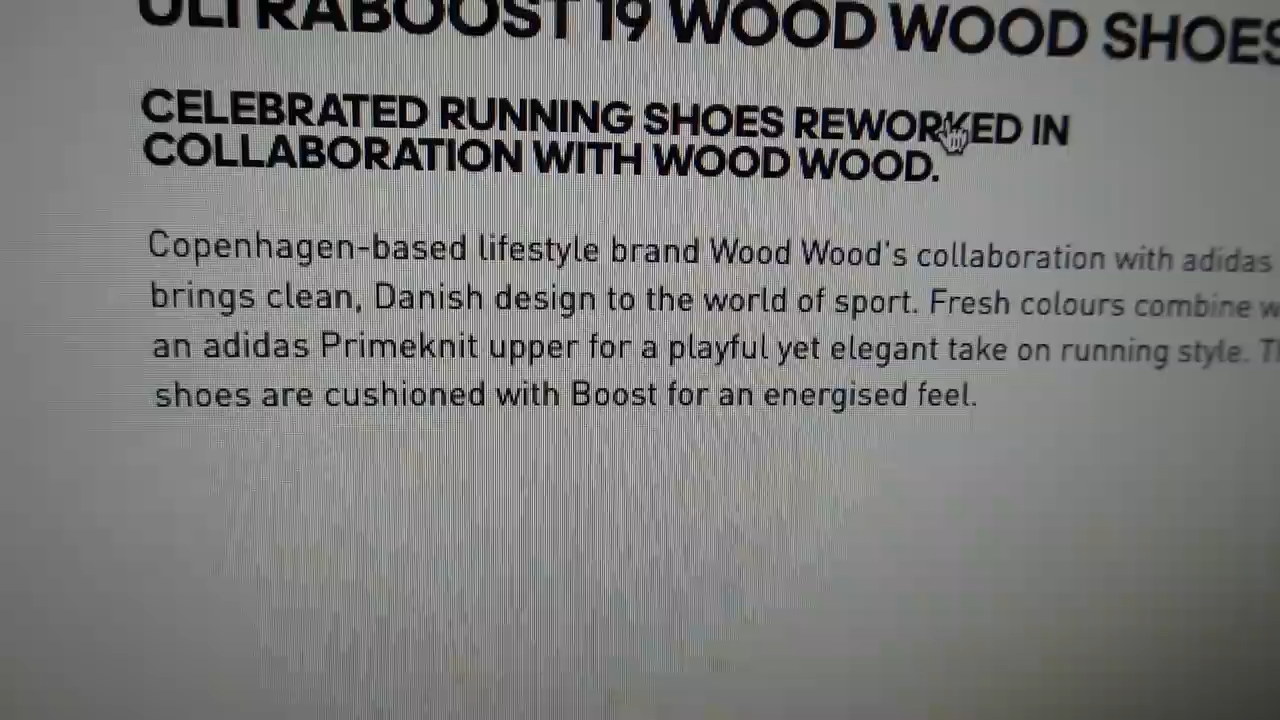 ULTRABOOST 19 WOOD WOOD SHOES
CELEBRATED RUNNING SHOES REWORKED IN
COLLABORATION WITH WOOD WOOD.
Copenhagen-based lifestyle brand Wood Wood's collaboration with adidas
brings clean, Danish design to the world of sport. Fresh colours combine
an adidas Primeknit upper for a playful yet elegant take on running style.
shoes are cushioned with Boost for an energised feel.